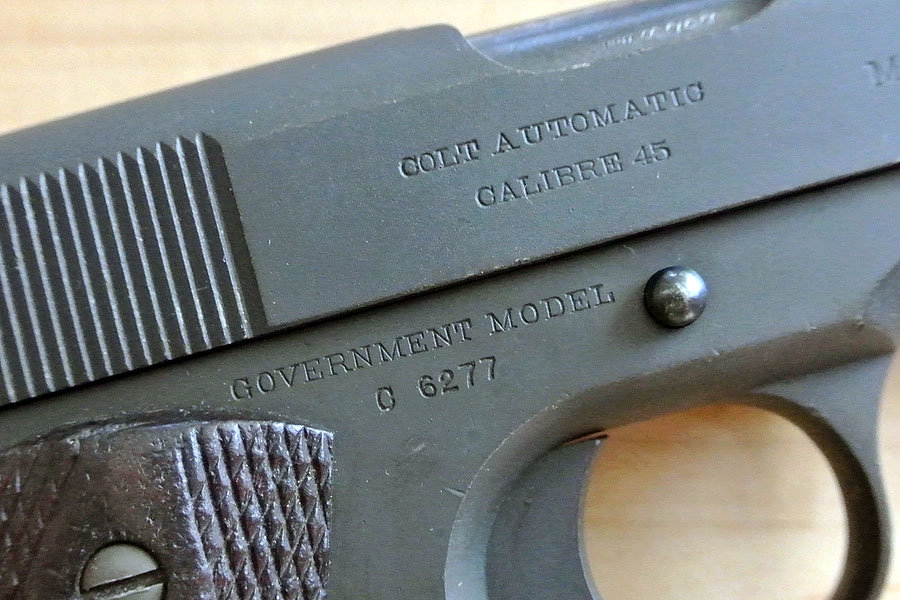 COLT AUTOMATIC
CALIBRE 45
M
GOVERNMENT MODEL
C 6277